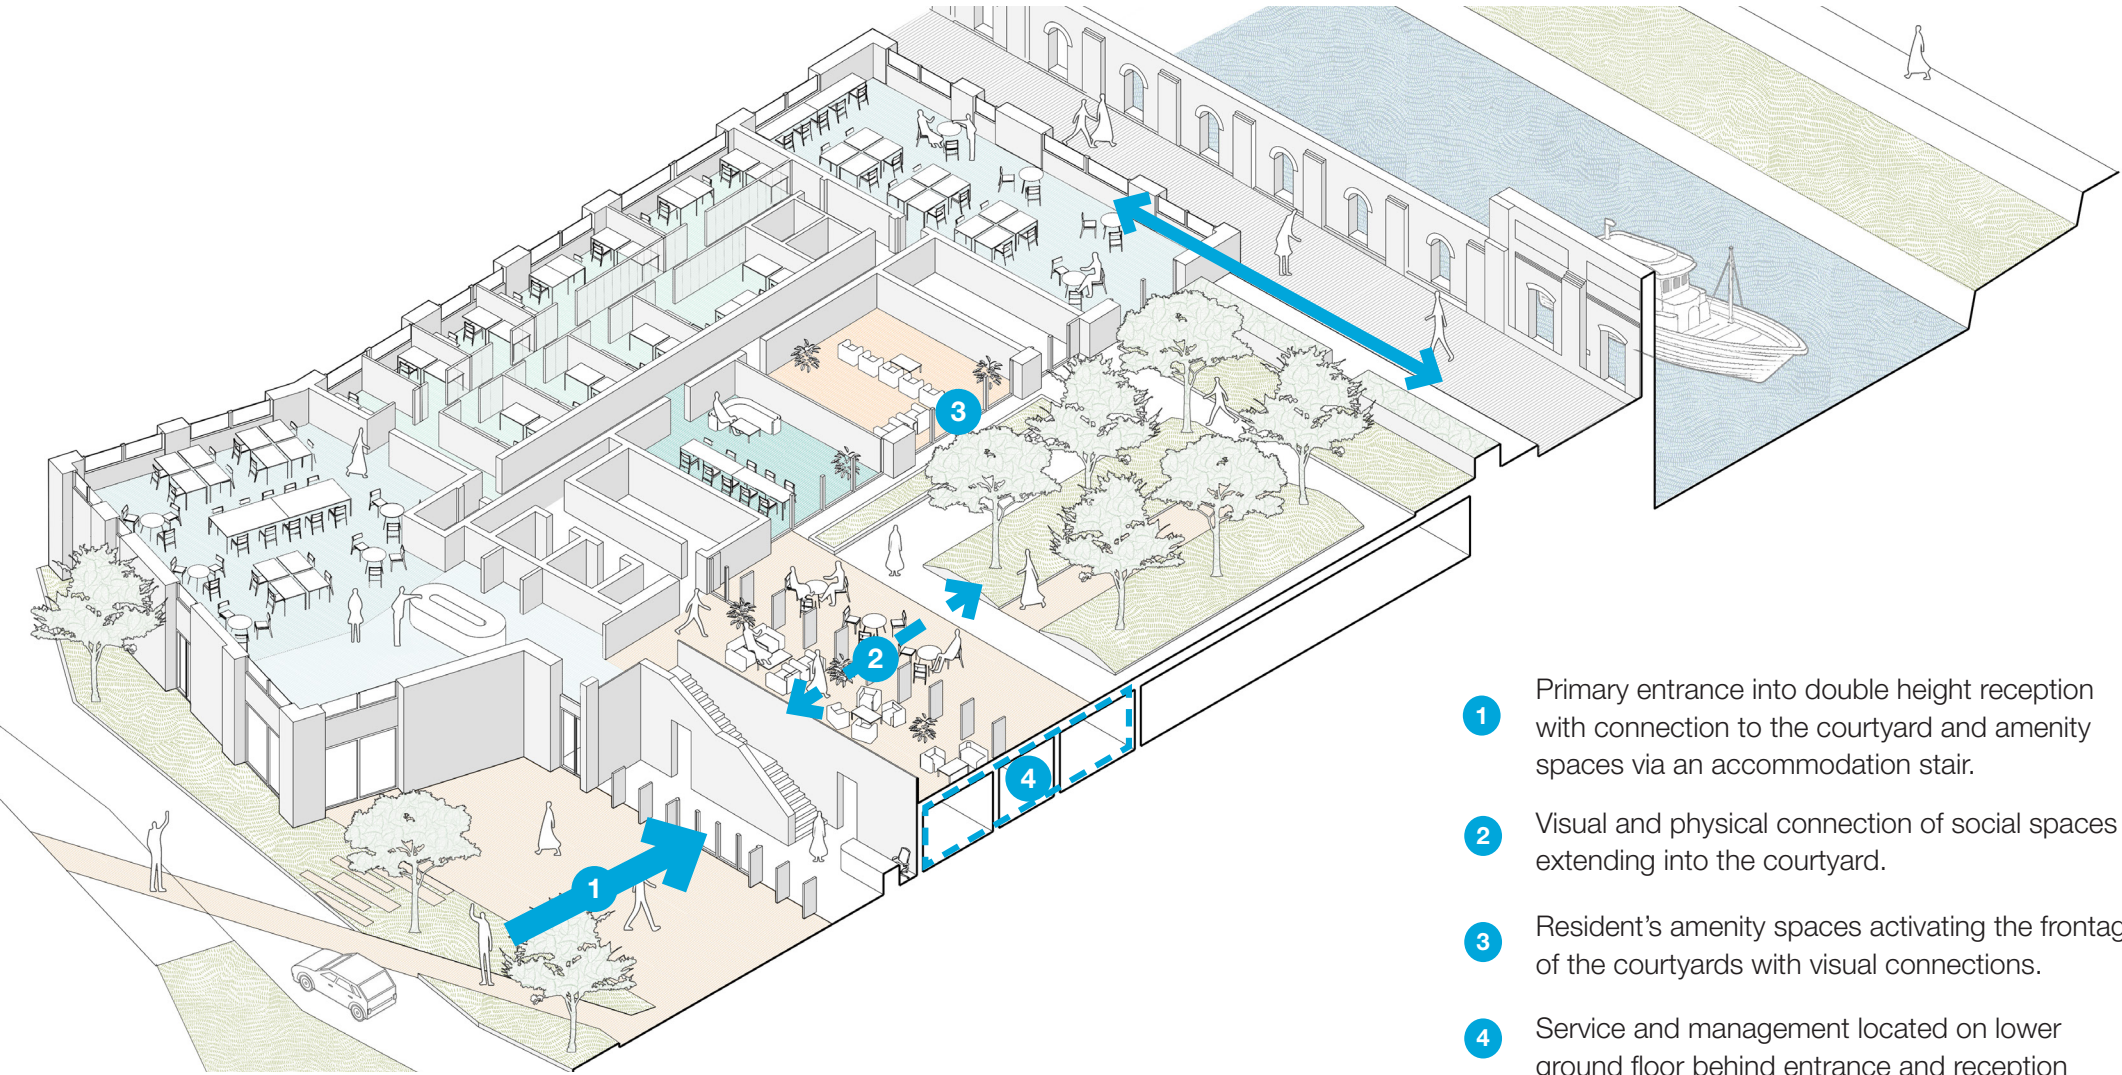 3
2
4
1
1
Primary entrance into double height reception
with connection to the courtyard and amenity
spaces via an accommodation stair.
2
Visual and physical connection of social spaces
extending into the courtyard.
3
Resident's amenity spaces activating the frontag
of the courtyards with visual connections.
4
Service and management located on lower
ground floor behind entrance and reception